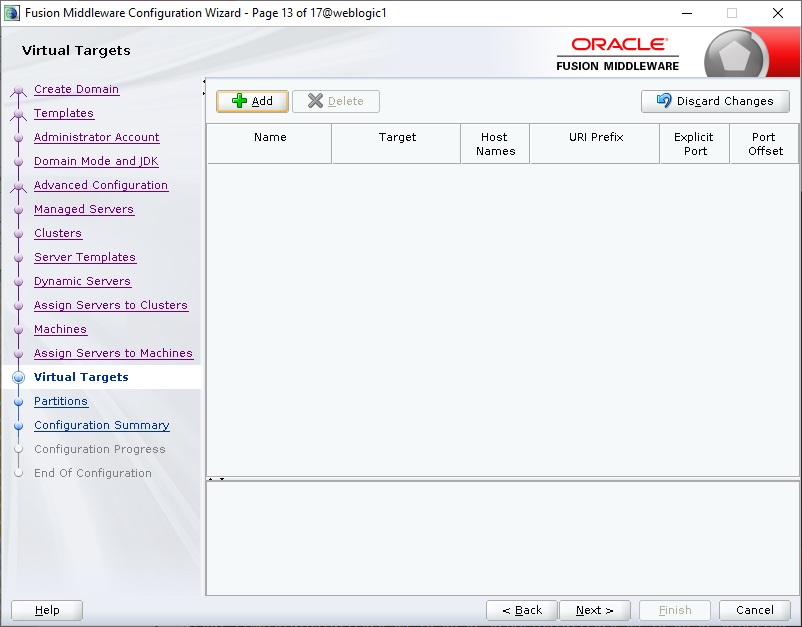 Fusion Middleware Configuration Wizard - Page 13 of 17@weblogic1
Virtual Targets
ORACLE
FUSION MIDDLEWARE
Create Domain
Templates
Administrator Account
Domain Mode and JDK
Advanced Configuration
Managed Servers
Clusters
Server Templates
Dynamic Servers
Assign Servers to Clusters
Machines
Assign Servers to Machines
Virtual Targets
Partitions
Configuration Summary
Configuration Progress
End Of Configuration
Add Delete Discard Changes
Name Target Host Names URI Prefix Explicit Port Port Offset
Help < Back Next > Finish Cancel